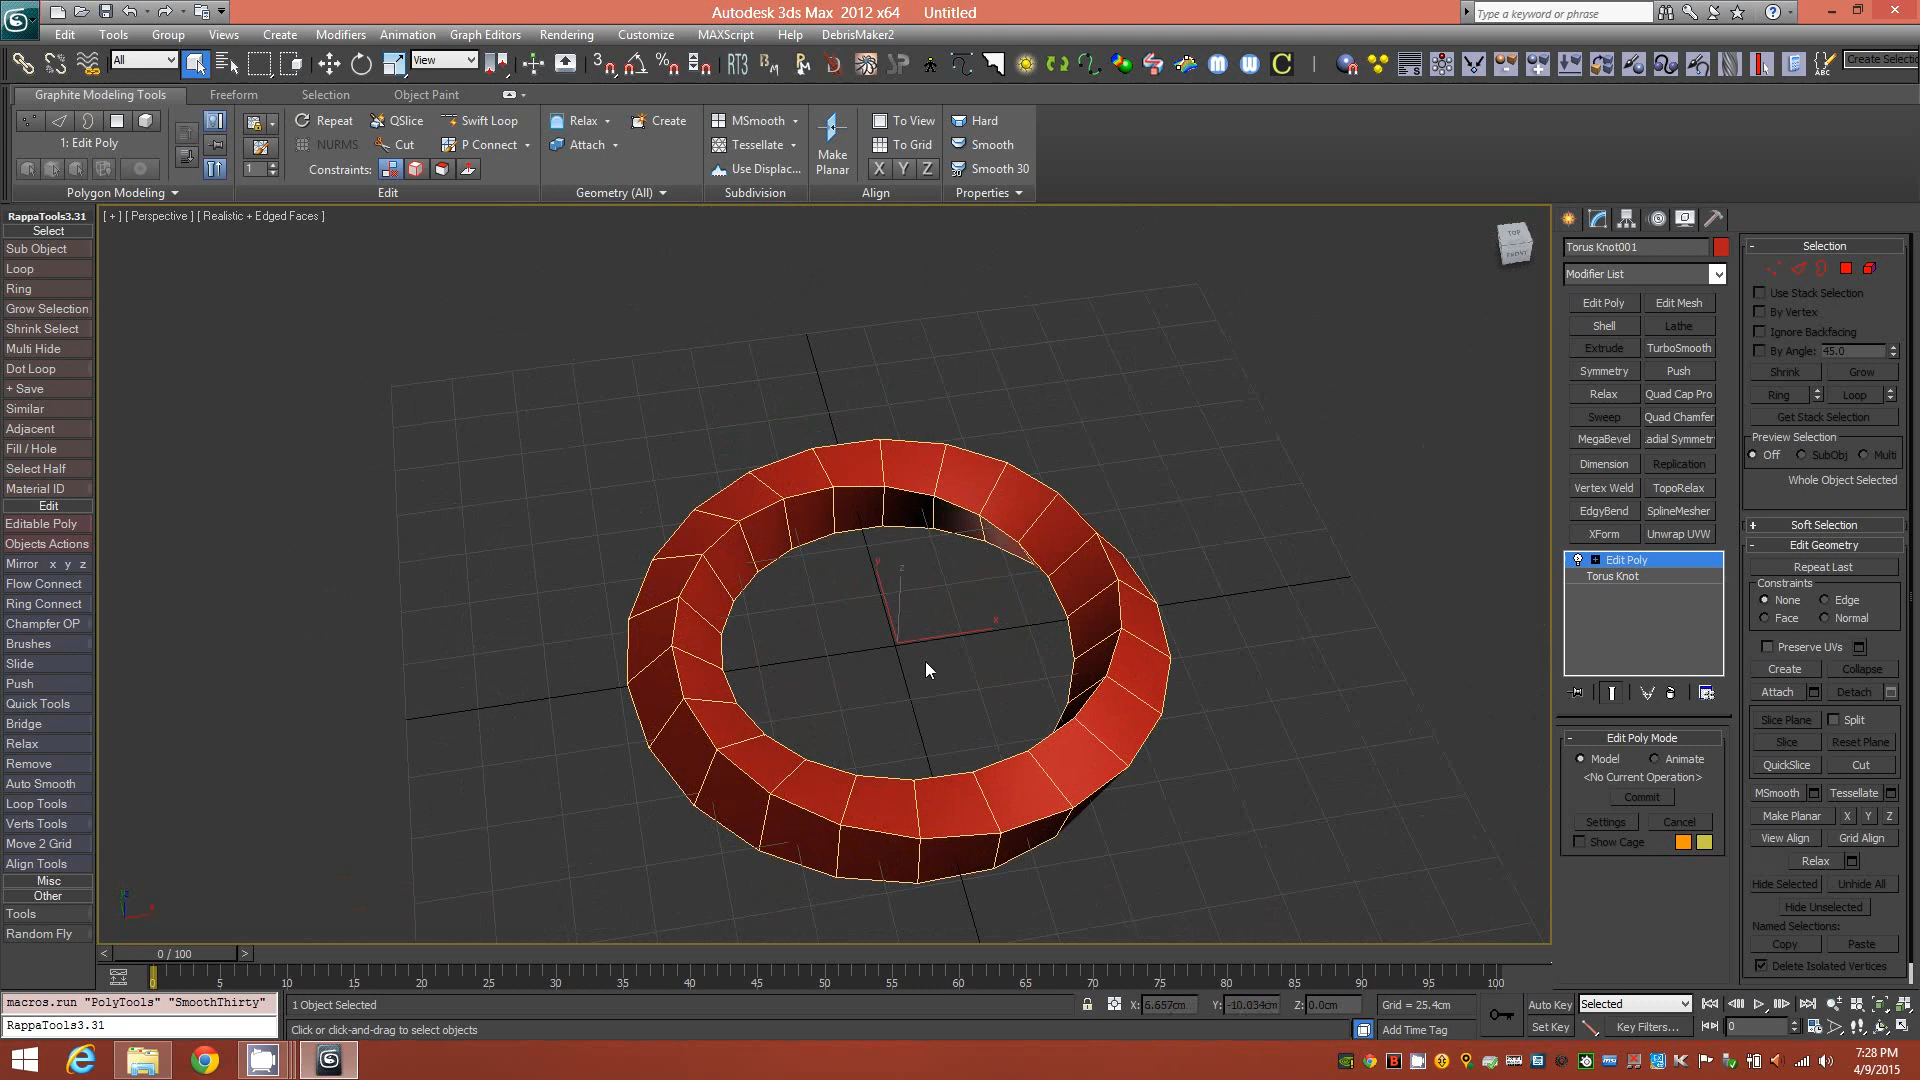 Autodesk 3ds Max 2012 x64 Untitled
Type a keyword or phrase
Edit Tools Group Views Create Modifiers Animation Graph Editors Rendering Customize MAXScript Help DebrisMaker2
All View Create Selectio
Graphite Modeling Tools Freeform Selection Object Paint
Repeat QSlice Swift Loop Relax Create MSmooth To View Hard
1: Edit Poly NURMS Cut P Connect Attach Tessellate Make Planar To Grid Smooth
1 Constraints: Use Displac... X Y Z Smooth 30
Polygon Modeling Edit Geometry (All) Subdivision Align Properties
RappaTools3.31
Select
Sub Object
Loop
Ring
Grow Selection
Shrink Select
Multi Hide
Dot Loop
+ Save
Similar
Adjacent
Fill / Hole
Select Half
Material ID
Edit
Editable Poly
Objects Actions
Mirror x y z
Flow Connect
Ring Connect
Champfer OP
Brushes
Slide
Push
Quick Tools
Bridge
Relax
Remove
Auto Smooth
Loop Tools
Verts Tools
Move 2 Grid
Align Tools
Misc
Other
Tools
Random Fly
[ + ] [ Perspective ] [ Realistic + Edged Faces ]
TOP
FRONT
y
z
x
Torus Knot001
Modifier List
Edit Poly Edit Mesh
Shell Lathe
Extrude TurboSmooth
Symmetry Push
Relax Quad Cap Pro
Sweep Quad Chamfer
MegaBevel adial Symmetr
Dimension Replication
Vertex Weld TopoRelax
EdgyBend SplineMesher
XForm Unwrap UVW
Edit Poly
Torus Knot
- Edit Poly Mode
Model Animate
<No Current Operation>
Commit
Settings Cancel
Show Cage
- Selection
Use Stack Selection
By Vertex
Ignore Backfacing
By Angle: 45.0
Shrink Grow
Ring Loop
Get Stack Selection
Preview Selection
Off SubObj Multi
Whole Object Selected
+ Soft Selection
- Edit Geometry
Repeat Last
Constraints
None Edge
Face Normal
Preserve UVs
Create Collapse
Attach Detach
Slice Plane Split
Slice Reset Plane
QuickSlice Cut
MSmooth Tessellate
Make Planar X Y Z
View Align Grid Align
Relax
Hide Selected Unhide All
Hide Unselected
Named Selections:
Copy Paste
Delete Isolated Vertices
< 0 / 100 >
0 5 10 15 20 25 30 35 40 45 50 55 60 65 70 75 80 85 90 95 100
macros.run "PolyTools" "SmoothThirty"
RappaTools3.31
1 Object Selected X: 6.657cm Y: -10.034cm Z: 0.0cm Grid = 25.4cm Auto Key Selected
Click or click-and-drag to select objects Add Time Tag Set Key Key Filters... 0
7:28 PM
4/9/2015